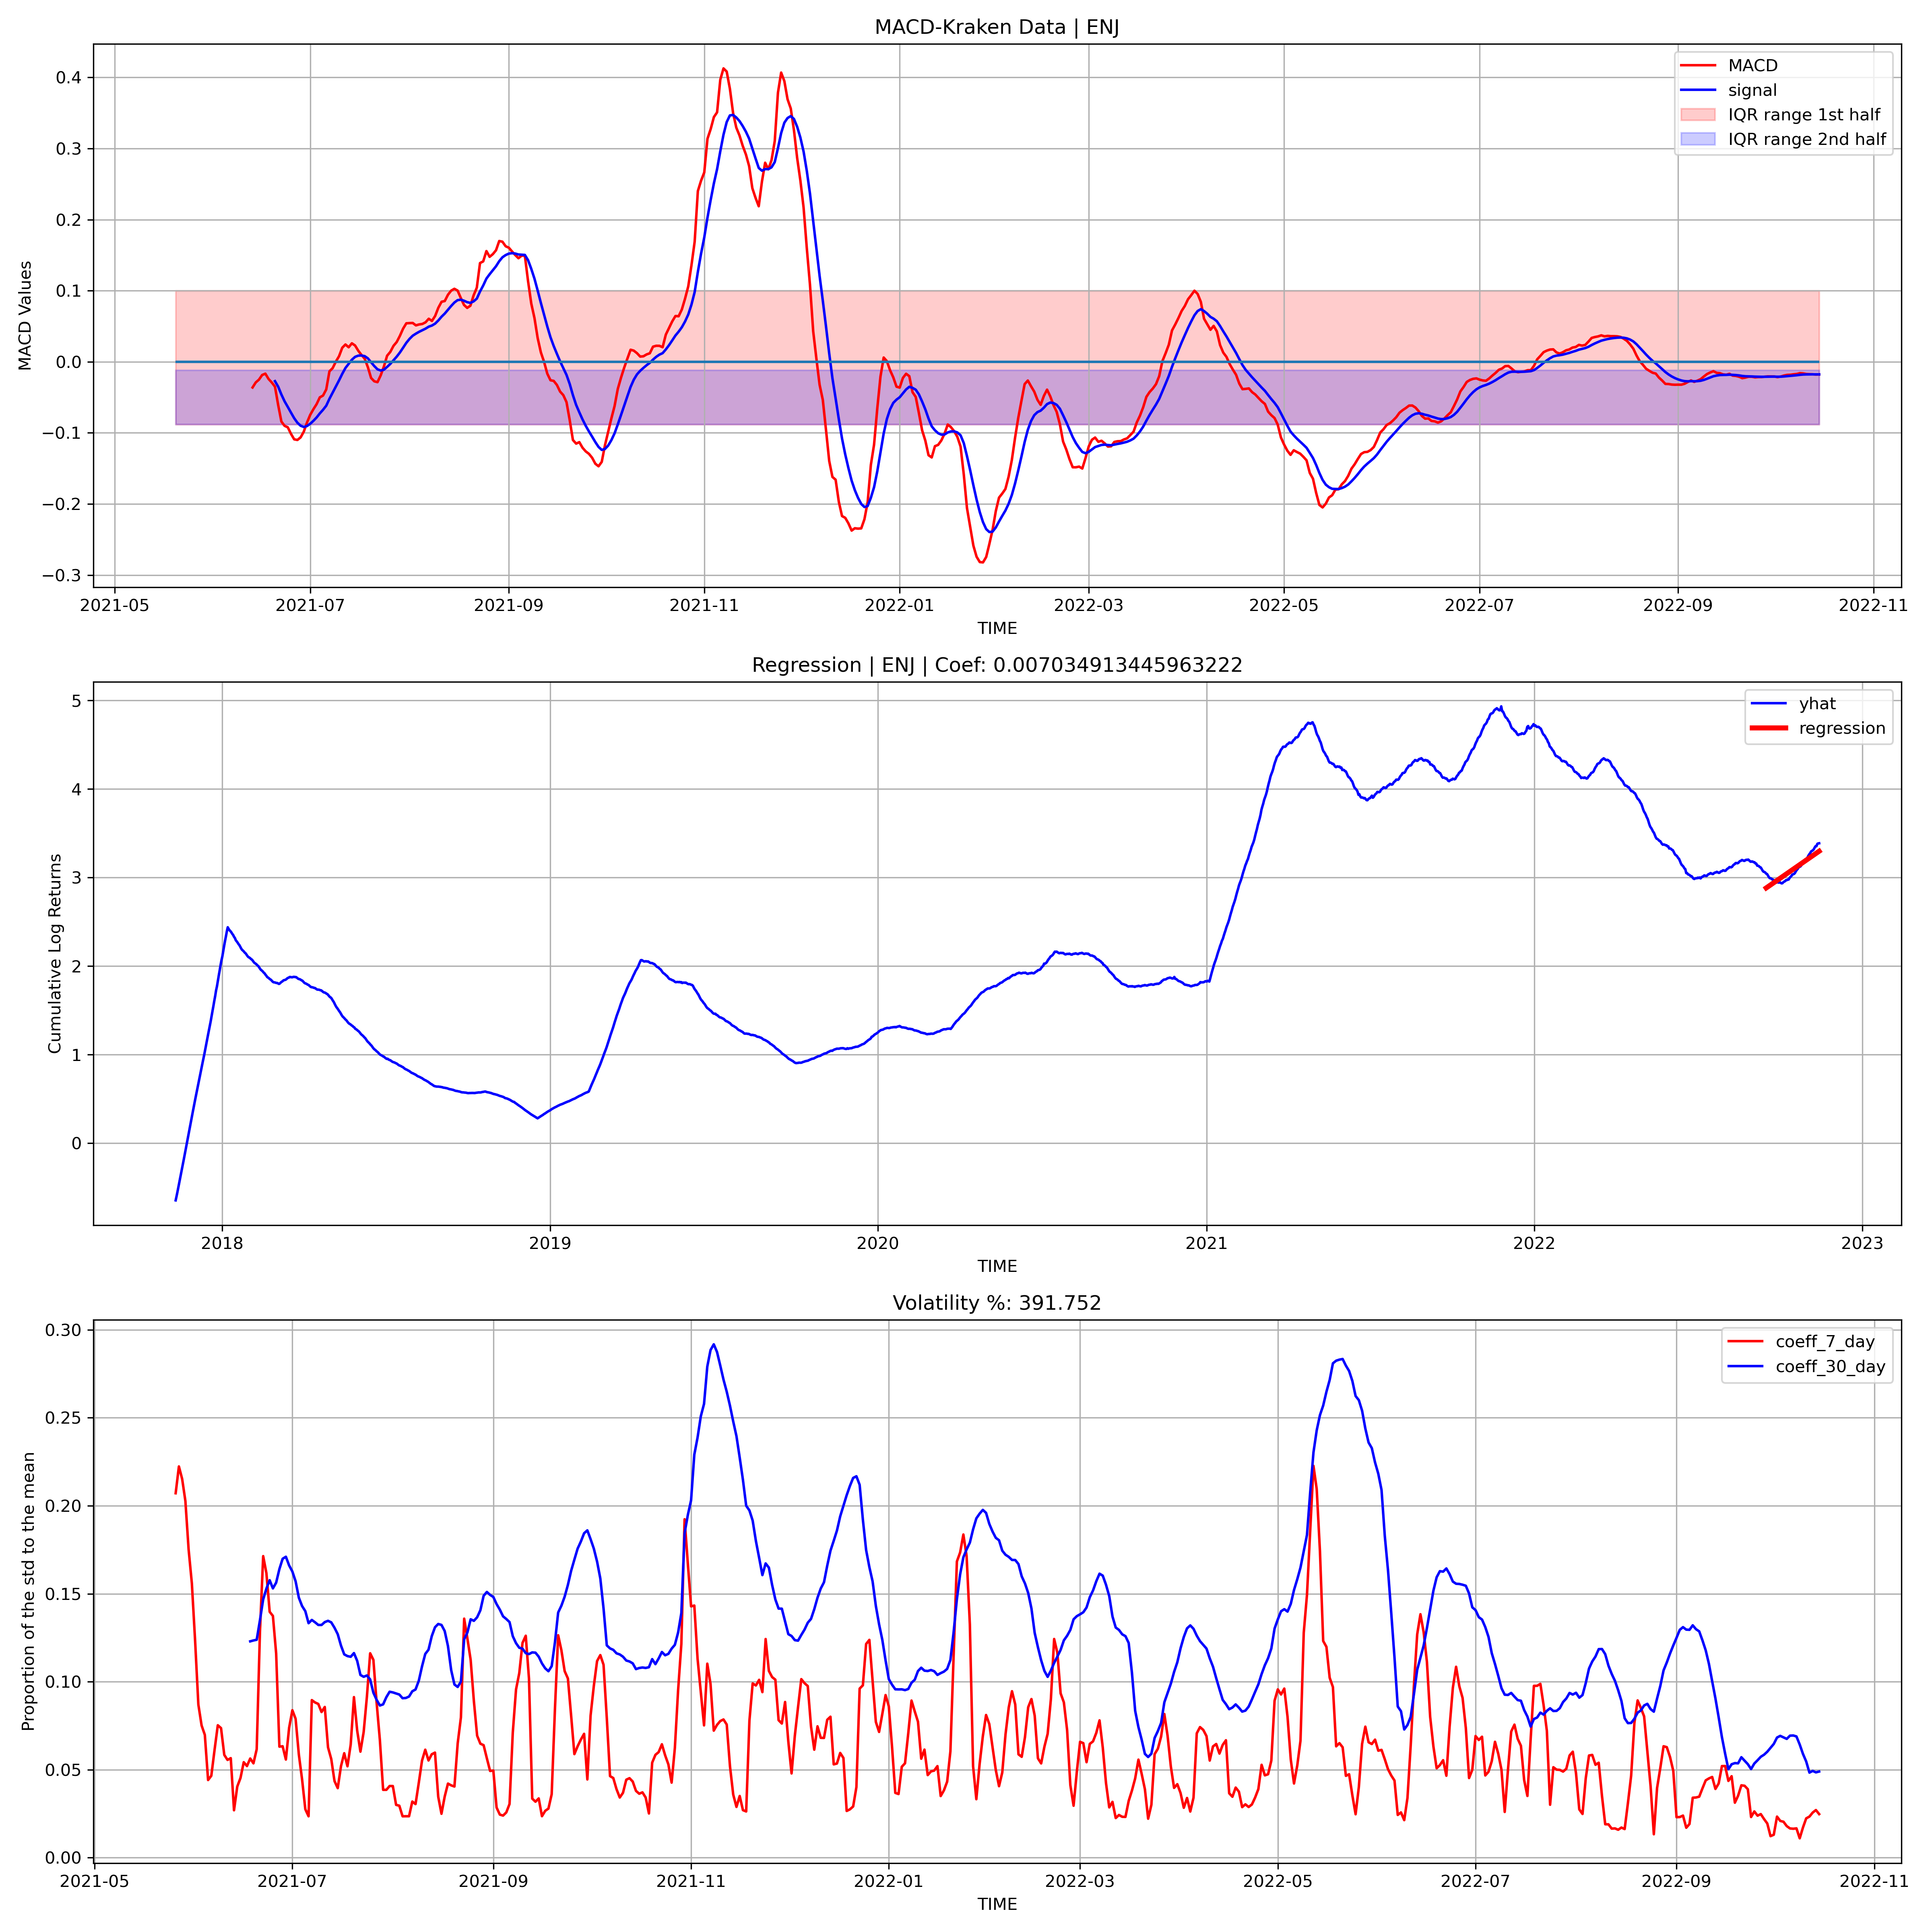 MACD-Kraken Data | ENJ
MACD
signal
IQR range 1st half
IQR range 2nd half
MACD Values
0.4
0.3
0.2
0.1
0.0
−0.1
−0.2
−0.3
2021-05 2021-07 2021-09 2021-11 2022-01 2022-03 2022-05 2022-07 2022-09 2022-11
TIME
Regression | ENJ | Coef: 0.007034913445963222
yhat
regression
Cumulative Log Returns
5
4
3
2
1
0
2018 2019 2020 2021 2022 2023
TIME
Volatility %: 391.752
coeff_7_day
coeff_30_day
Proportion of the std to the mean
0.30
0.25
0.20
0.15
0.10
0.05
0.00
2021-05 2021-07 2021-09 2021-11 2022-01 2022-03 2022-05 2022-07 2022-09 2022-11
TIME